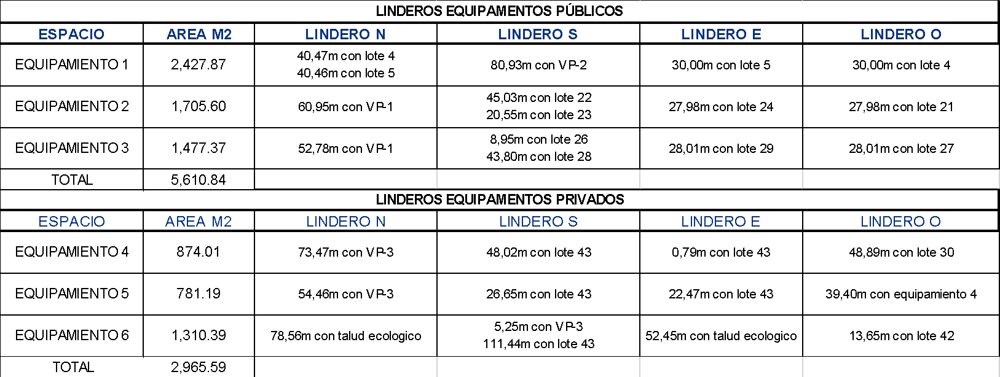 LINDEROS EQUIPAMENTOS PÚBLICOS
ESPACIO AREA M2 LINDERO N LINDERO S LINDERO E LINDERO O
EQUIPAMIENTO 1 2,427.87 40,47m con lote 4 40,46m con lote 5 80,93m con VP-2 30,00m con lote 5 30,00m con lote 4
EQUIPAMIENTO 2 1,705.60 60,95m con VP-1 45,03m con lote 22 20,55m con lote 23 27,98m con lote 24 27,98m con lote 21
EQUIPAMIENTO 3 1,477.37 52,78m con VP-1 8,95m con lote 26 43,80m con lote 28 28,01m con lote 29 28,01m con lote 27
TOTAL 5,610.84
LINDEROS EQUIPAMENTOS PRIVADOS
ESPACIO AREA M2 LINDERO N LINDERO S LINDERO E LINDERO O
EQUIPAMIENTO 4 874.01 73,47m con VP-3 48,02m con lote 43 0,79m con lote 43 48,89m con lote 30
EQUIPAMIENTO 5 781.19 54,46m con VP-3 26,65m con lote 43 22,47m con lote 43 39,40m con equipamiento 4
EQUIPAMIENTO 6 1,310.39 78,56m con talud ecologico 5,25m con VP-3 111,44m con lote 43 52,45m con talud ecologico 13,65m con lote 42
TOTAL 2,965.59